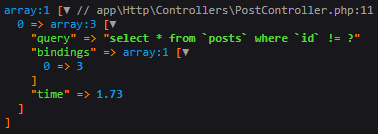 array:1 [▼ // app\Http\Controllers\PostController.php:11
  0 => array:3 [▼
    "query" => "select * from `posts` where `id` != ?"
    "bindings" => array:1 [▼
      0 => 3
    ]
    "time" => 1.73
  ]
]